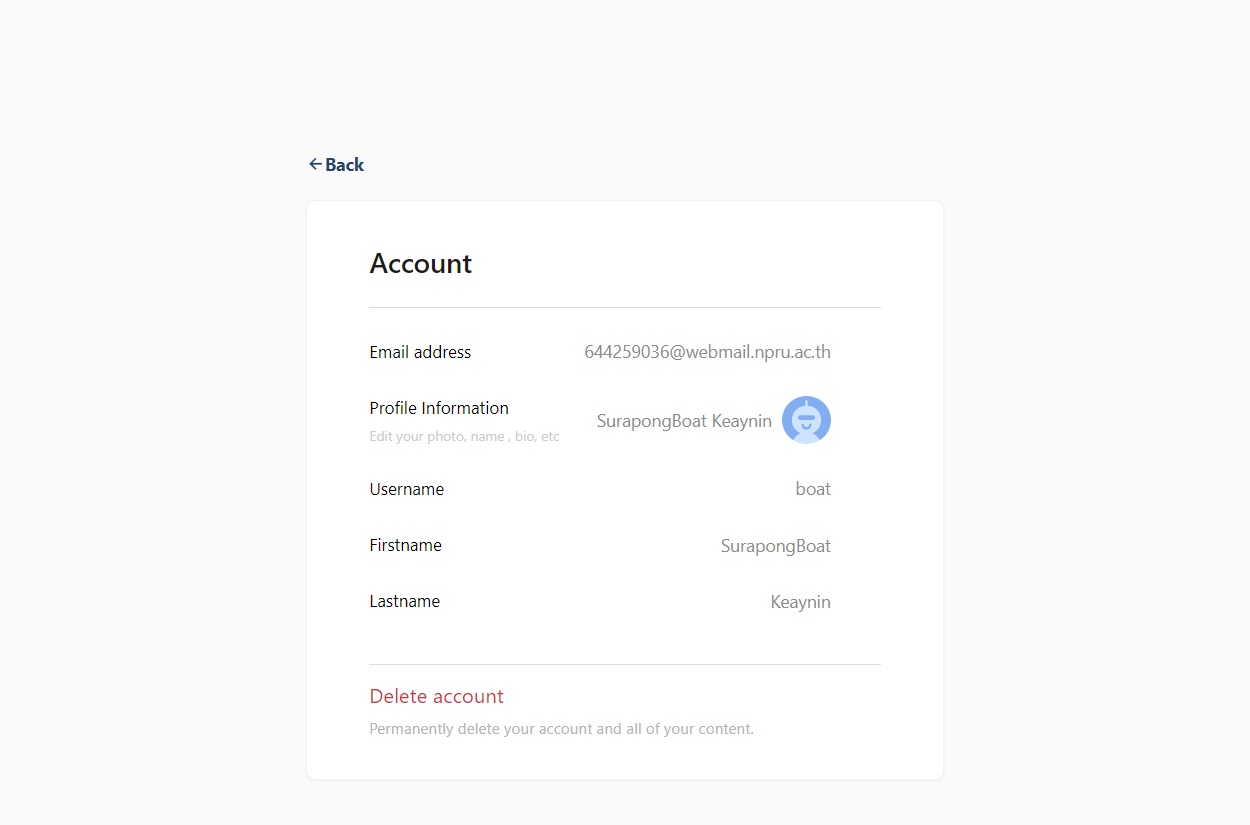 Back
Account
Email address 644259036@webmail.npru.ac.th
Profile Information SurapongBoat Keaynin
Edit your photo, name , bio, etc
Username boat
Firstname SurapongBoat
Lastname Keaynin
Delete account
Permanently delete your account and all of your content.